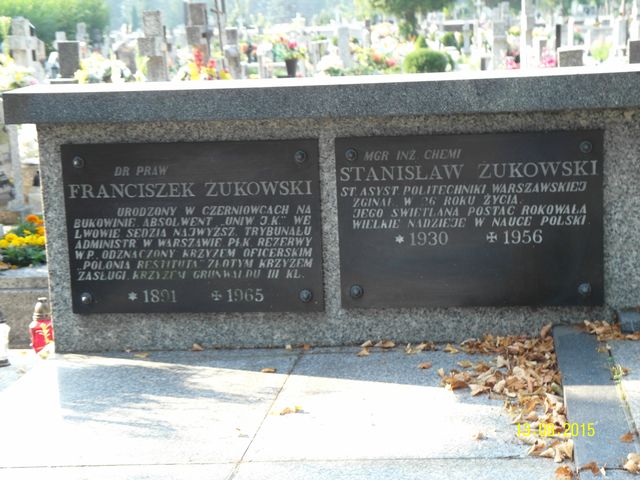 DR PRAW
FRANCISZEK ŻUKOWSKI
URODZONY W CZERNIOWCACH NA
BUKOWINIE. ABSOLWENT "UNIW J.K." WE
LWOWIE SĘDZIA NAJWYŻSZ. TRYBUNAŁU
ADMINISTR W WARSZAWIE PŁK. REZERWY
W.P. ODZNACZONY KRZYŻEM OFICERSKIM
"POLONIA RESTITUTA" ZŁOTYM KRZYŻEM
ZASŁUGI, KRZYŻEM GRUNWALDU III KL.
* 1891 ✠ 1965
MGR INŻ. CHEMI
STANISŁAW ŻUKOWSKI
ST. ASYST POLITECHNIKI WARSZAWSKIEJ
ZGINĄŁ W 26 ROKU ŻYCIA.
JEGO ŚWIETLANA POSTAĆ ROKOWAŁA
WIELKIE NADZIEJE W NAUCE POLSKI.
* 1930 ✠ 1956
13.09.2015